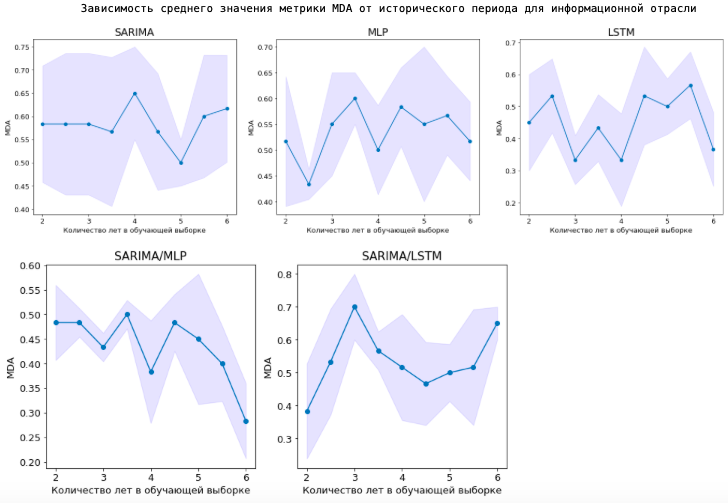 Зависимость среднего значения метрики MDA от исторического периода для информационной отрасли
SARIMA
MDA
0.75
0.70
0.65
0.60
0.55
0.50
0.45
0.40
2 3 4 5 6
Количество лет в обучающей выборке
MLP
MDA
0.70
0.65
0.60
0.55
0.50
0.45
0.40
2 3 4 5 6
Количество лет в обучающей выборке
LSTM
MDA
0.7
0.6
0.5
0.4
0.3
0.2
2 3 4 5 6
Количество лет в обучающей выборке
SARIMA/MLP
MDA
0.60
0.55
0.50
0.45
0.40
0.35
0.30
0.25
0.20
2 3 4 5 6
Количество лет в обучающей выборке
SARIMA/LSTM
MDA
0.8
0.7
0.6
0.5
0.4
0.3
2 3 4 5 6
Количество лет в обучающей выборке